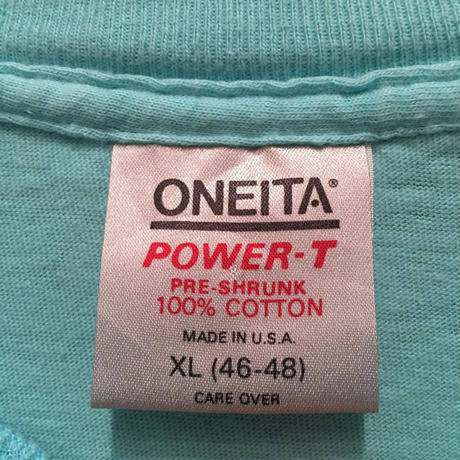 ONEITA®
POWER-T
PRE-SHRUNK
100% COTTON
MADE IN U.S.A.
XL (46-48)
CARE OVER